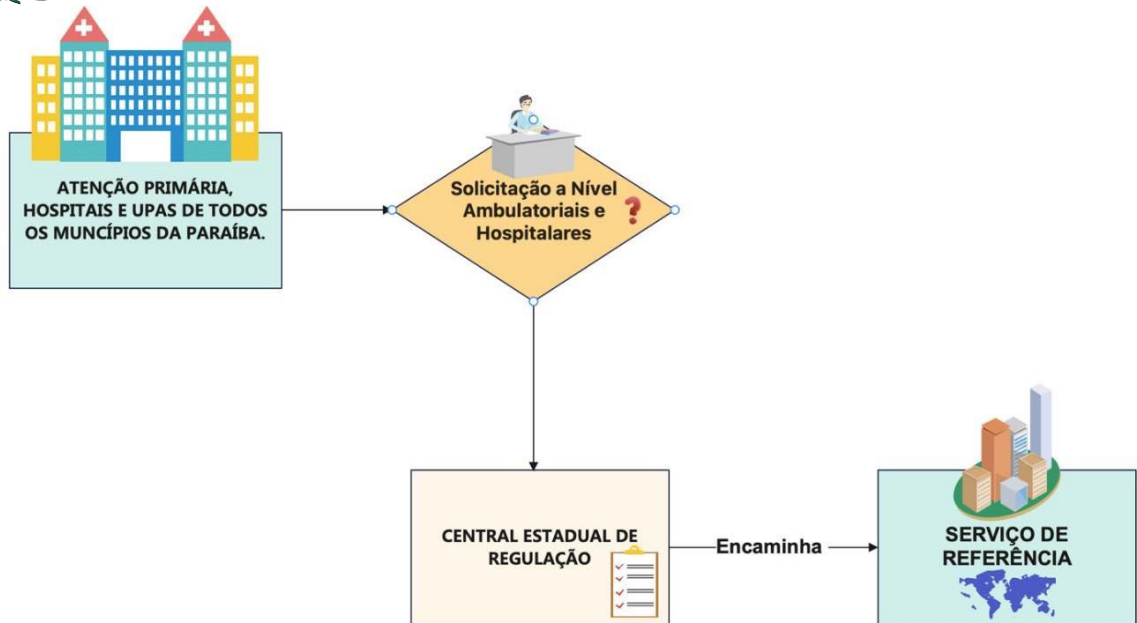 ATENÇÃO PRIMÁRIA,
HOSPITAIS E UPAS DE TODOS
OS MUNCÍPIOS DA PARAÍBA.
Solicitação a Nível
Ambulatoriais e
Hospitalares
?
CENTRAL ESTADUAL DE
REGULAÇÃO
Encaminha
SERVIÇO DE
REFERÊNCIA